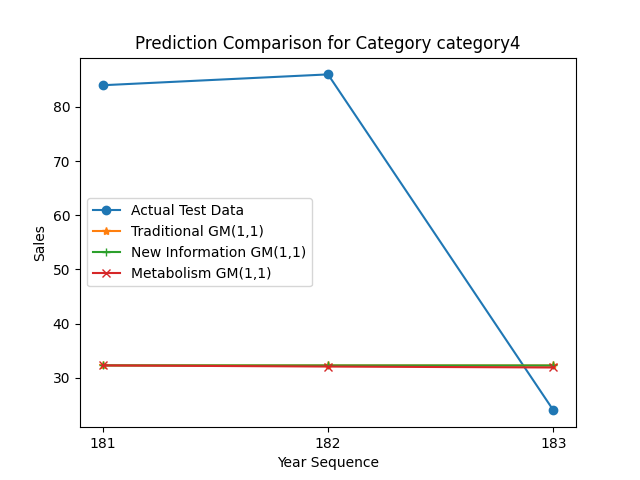 Prediction Comparison for Category category4
Sales
80
70
60
50
40
30
Actual Test Data
Traditional GM(1,1)
New Information GM(1,1)
Metabolism GM(1,1)
181
182
183
Year Sequence